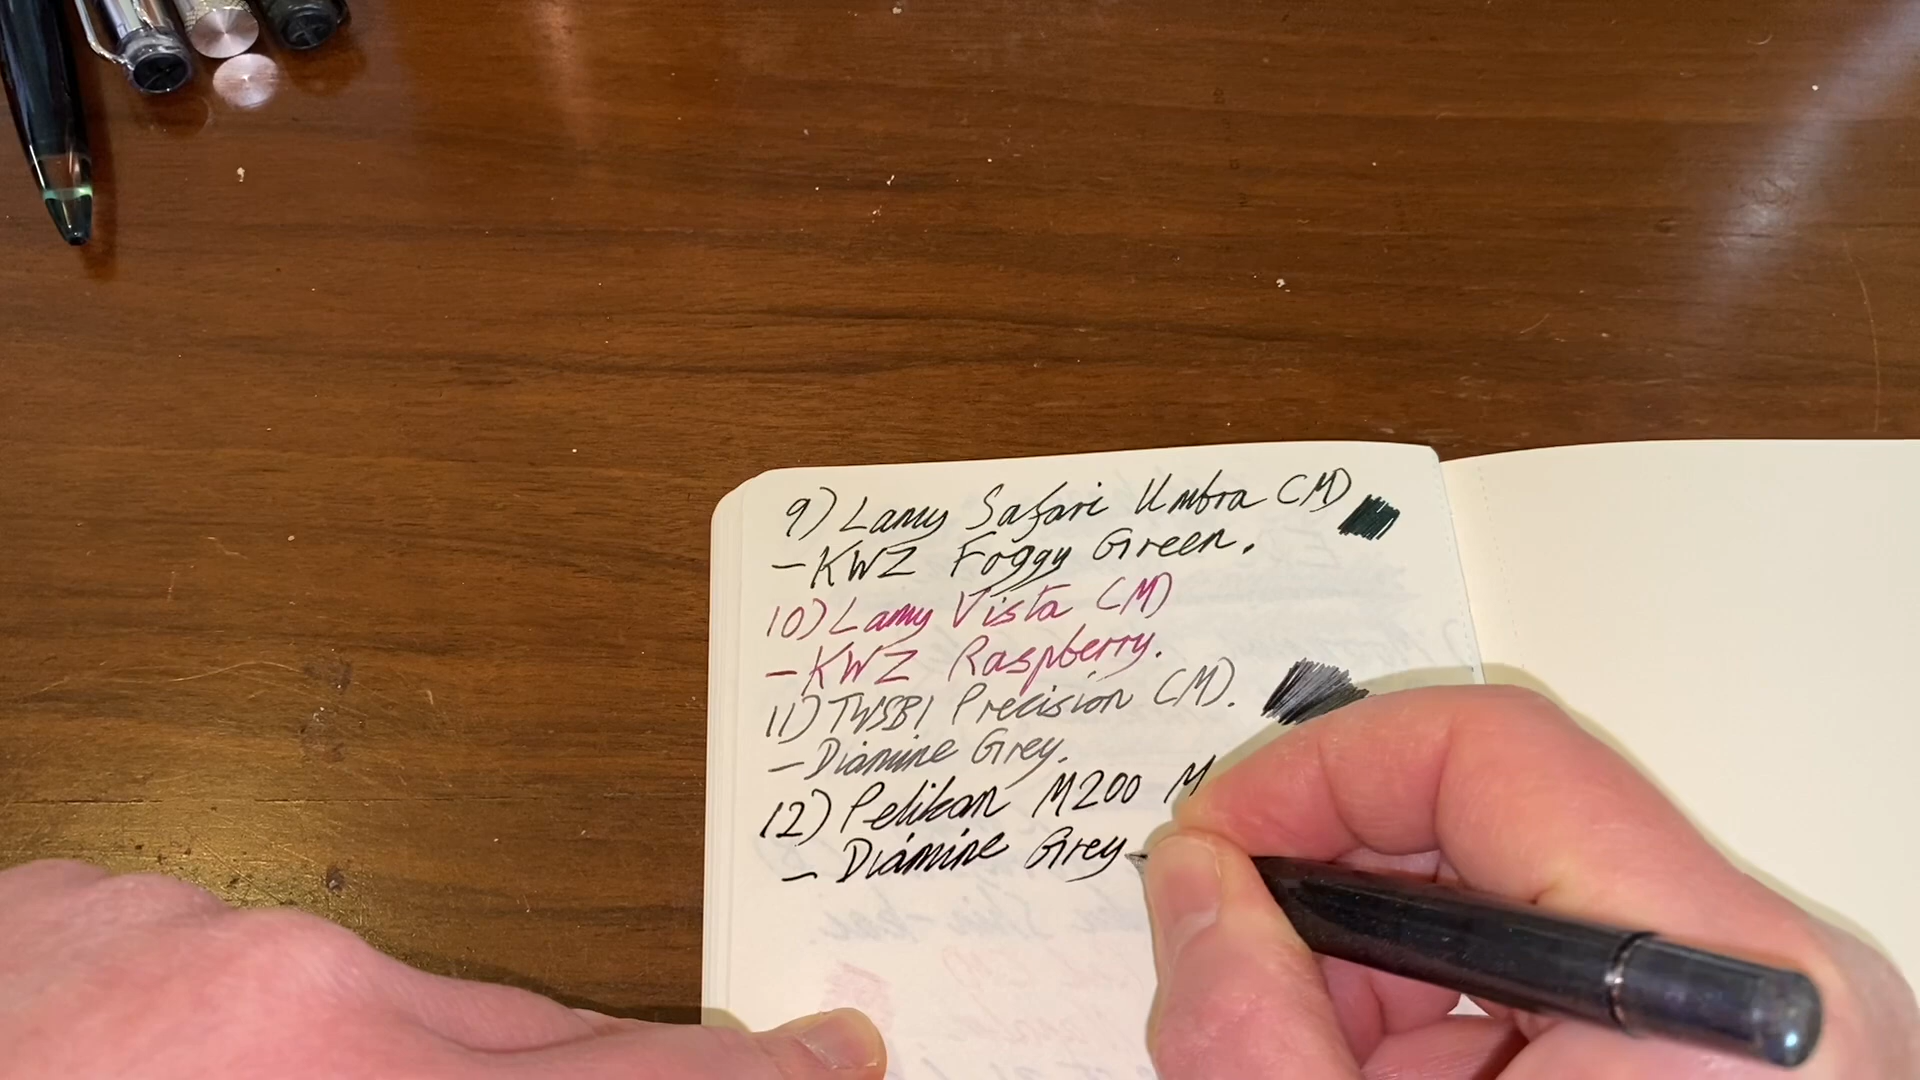 9) Lamy Safari Umbra (M)
- KWZ Foggy Green.
10) Lamy Vista (M)
- KWZ Raspberry.
11) TWSBI Precision (M).
- Diamine Grey.
12) Pelikan M200 M
- Diamine Grey